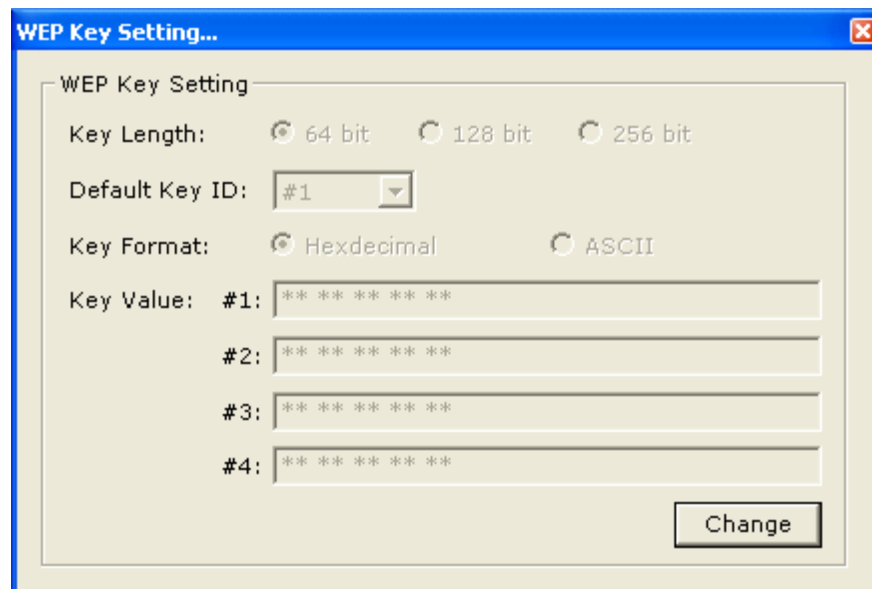 WEP Key Setting...
WEP Key Setting
Key Length: 64 bit 128 bit 256 bit
Default Key ID: #1
Key Format: Hexdecimal ASCII
Key Value: #1: ** ** ** ** **
#2: ** ** ** ** **
#3: ** ** ** ** **
#4: ** ** ** ** **
Change